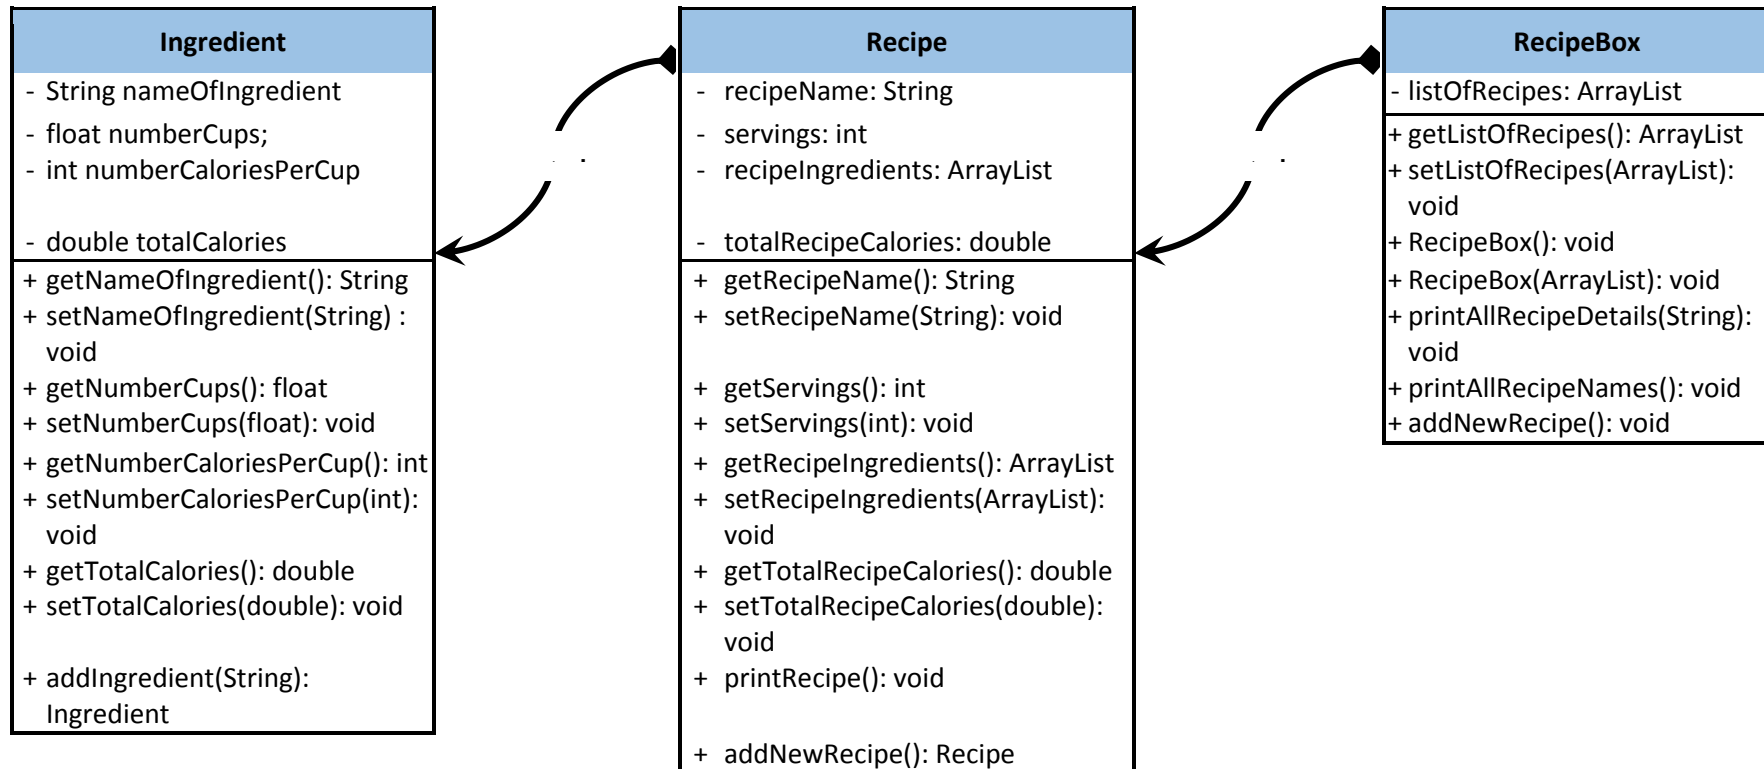 Ingredient
- String nameOfIngredient
- float numberCups;
- int numberCaloriesPerCup
- double totalCalories
+ getNameOfIngredient(): String
+ setNameOfIngredient(String) :
void
+ getNumberCups(): float
+ setNumberCups(float): void
+ getNumberCaloriesPerCup(): int
+ setNumberCaloriesPerCup(int):
void
+ getTotalCalories(): double
+ setTotalCalories(double): void
+ addIngredient(String):
Ingredient
Recipe
- recipeName: String
- servings: int
- recipeIngredients: ArrayList
- totalRecipeCalories: double
+ getRecipeName(): String
+ setRecipeName(String): void
+ getServings(): int
+ setServings(int): void
+ getRecipeIngredients(): ArrayList
+ setRecipeIngredients(ArrayList):
void
+ getTotalRecipeCalories(): double
+ setTotalRecipeCalories(double):
void
+ printRecipe(): void
+ addNewRecipe(): Recipe
RecipeBox
- listOfRecipes: ArrayList
+ getListOfRecipes(): ArrayList
+ setListOfRecipes(ArrayList):
void
+ RecipeBox(): void
+ RecipeBox(ArrayList): void
+ printAllRecipeDetails(String):
void
+ printAllRecipeNames(): void
+ addNewRecipe(): void